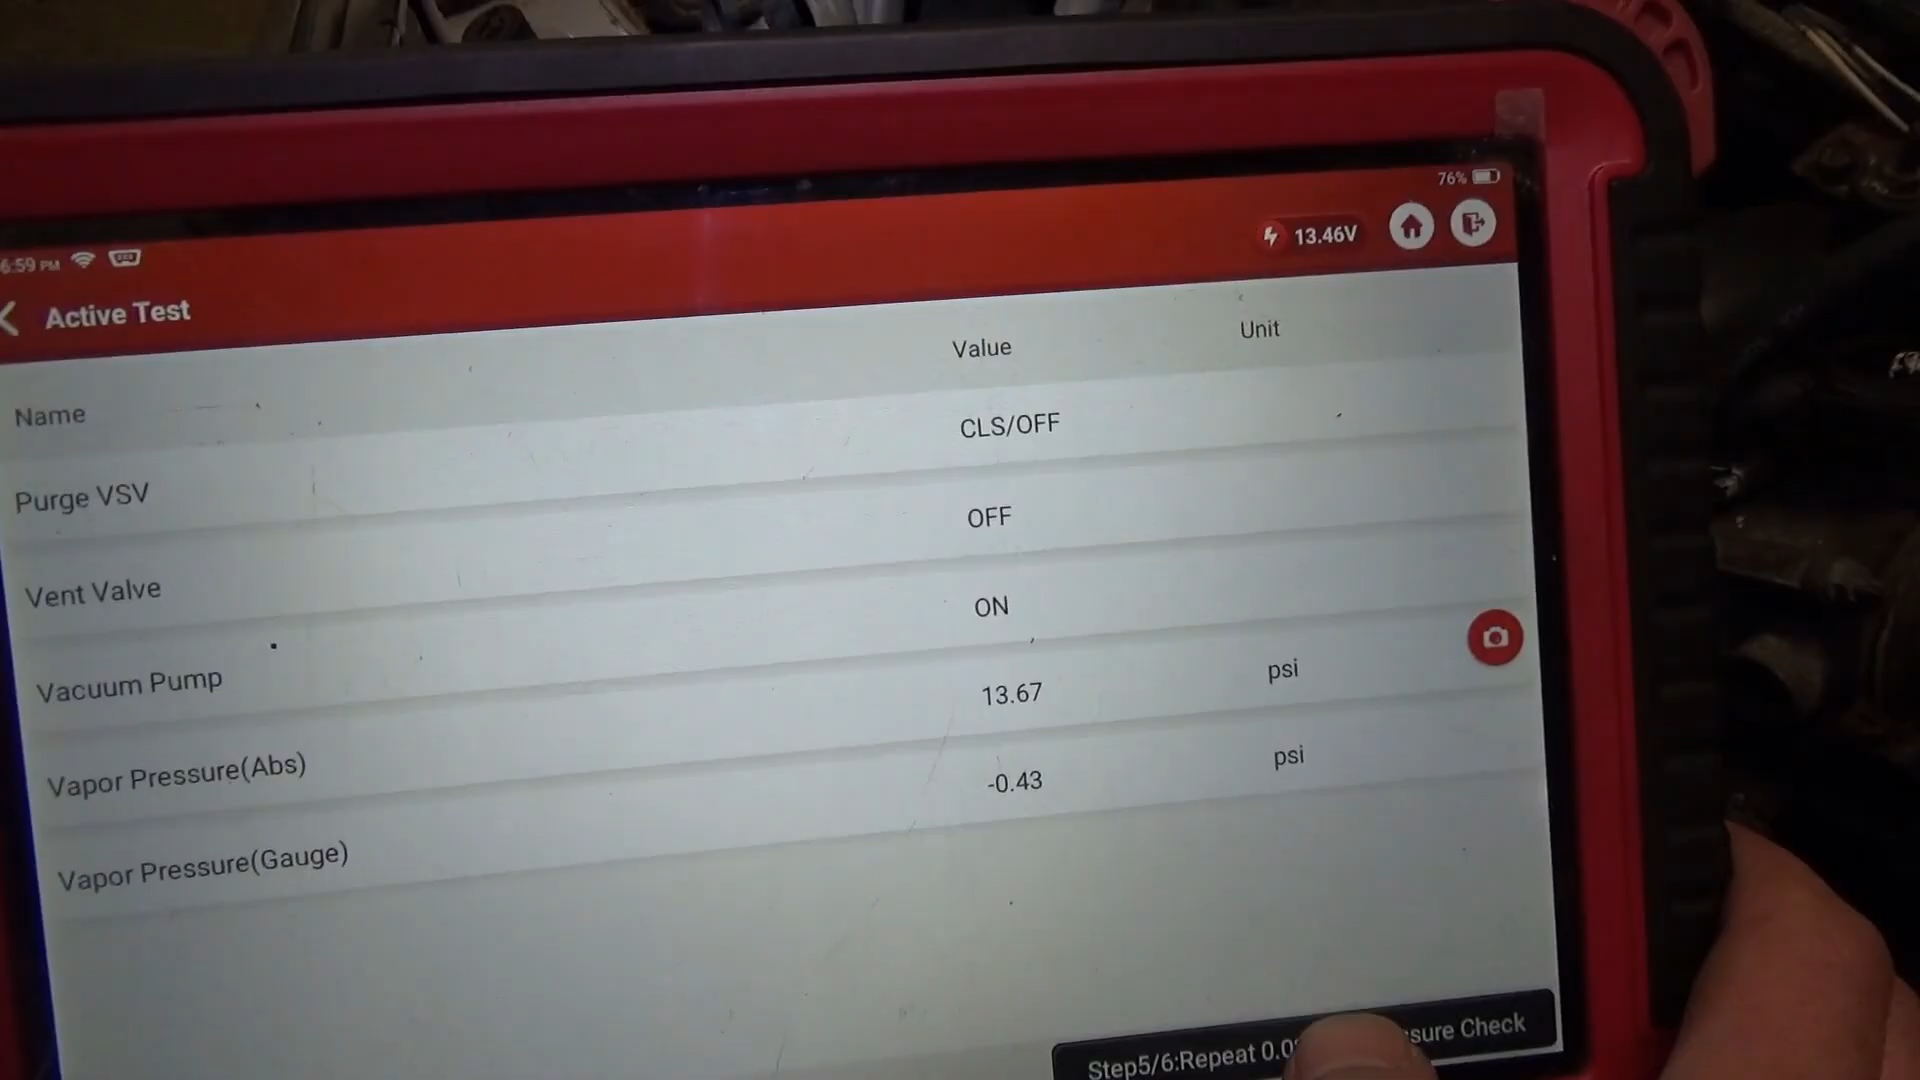 76%
6:59 PM
13.46V
Active Test
Name Value Unit
Purge VSV CLS/OFF
Vent Valve OFF
Vacuum Pump ON
Vapor Pressure(Abs) 13.67 psi
Vapor Pressure(Gauge) -0.43 psi
Step5/6:Repeat Check